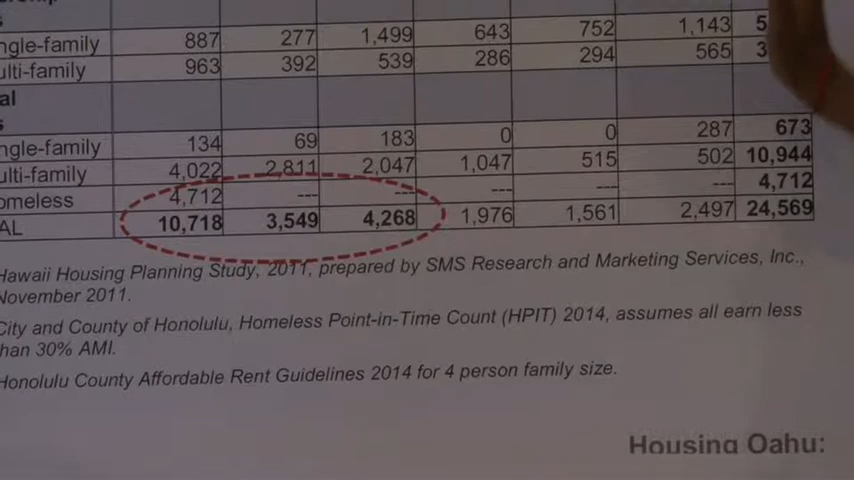 ngle-family 887 277 1,499 643 752 1,143 5
ulti-family 963 392 539 286 294 565 3
al
s
ngle-family 134 69 183 0 0 287 673
ulti-family 4,022 2,811 2,047 1,047 515 502 10,944
omeless 4,712 --- --- --- --- --- 4,712
AL 10,718 3,549 4,268 1,976 1,561 2,497 24,569
Hawaii Housing Planning Study, 2011, prepared by SMS Research and Marketing Services, Inc.,
November 2011.
City and County of Honolulu, Homeless Point-in-Time Count (HPIT) 2014, assumes all earn less
han 30% AMI.
Honolulu County Affordable Rent Guidelines 2014 for 4 person family size.
Housing Oahu: